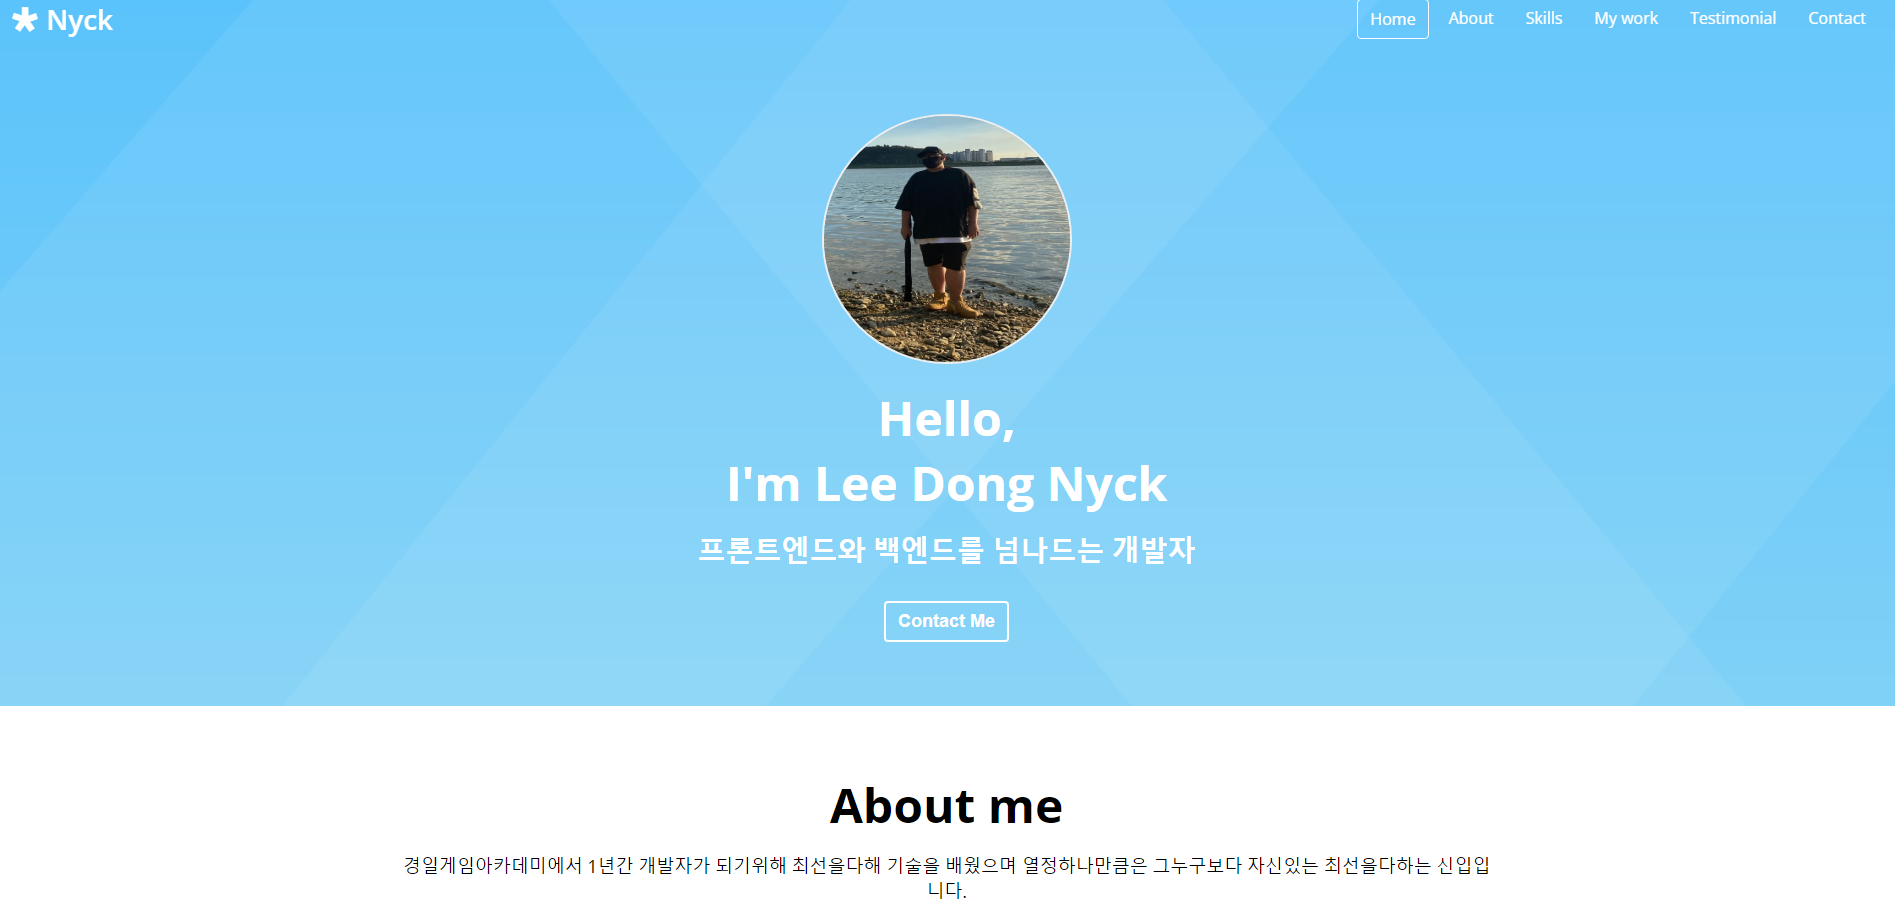 Nyck
Home About Skills My work Testimonial Contact
Hello,
I'm Lee Dong Nyck
프론트엔드와 백엔드를 넘나드는 개발자
Contact Me
About me
경일게임아카데미에서 1년간 개발자가 되기위해 최선을다해 기술을 배웠으며 열정하나만큼은 그누구보다 자신있는 최선을다하는 신입입
니다.